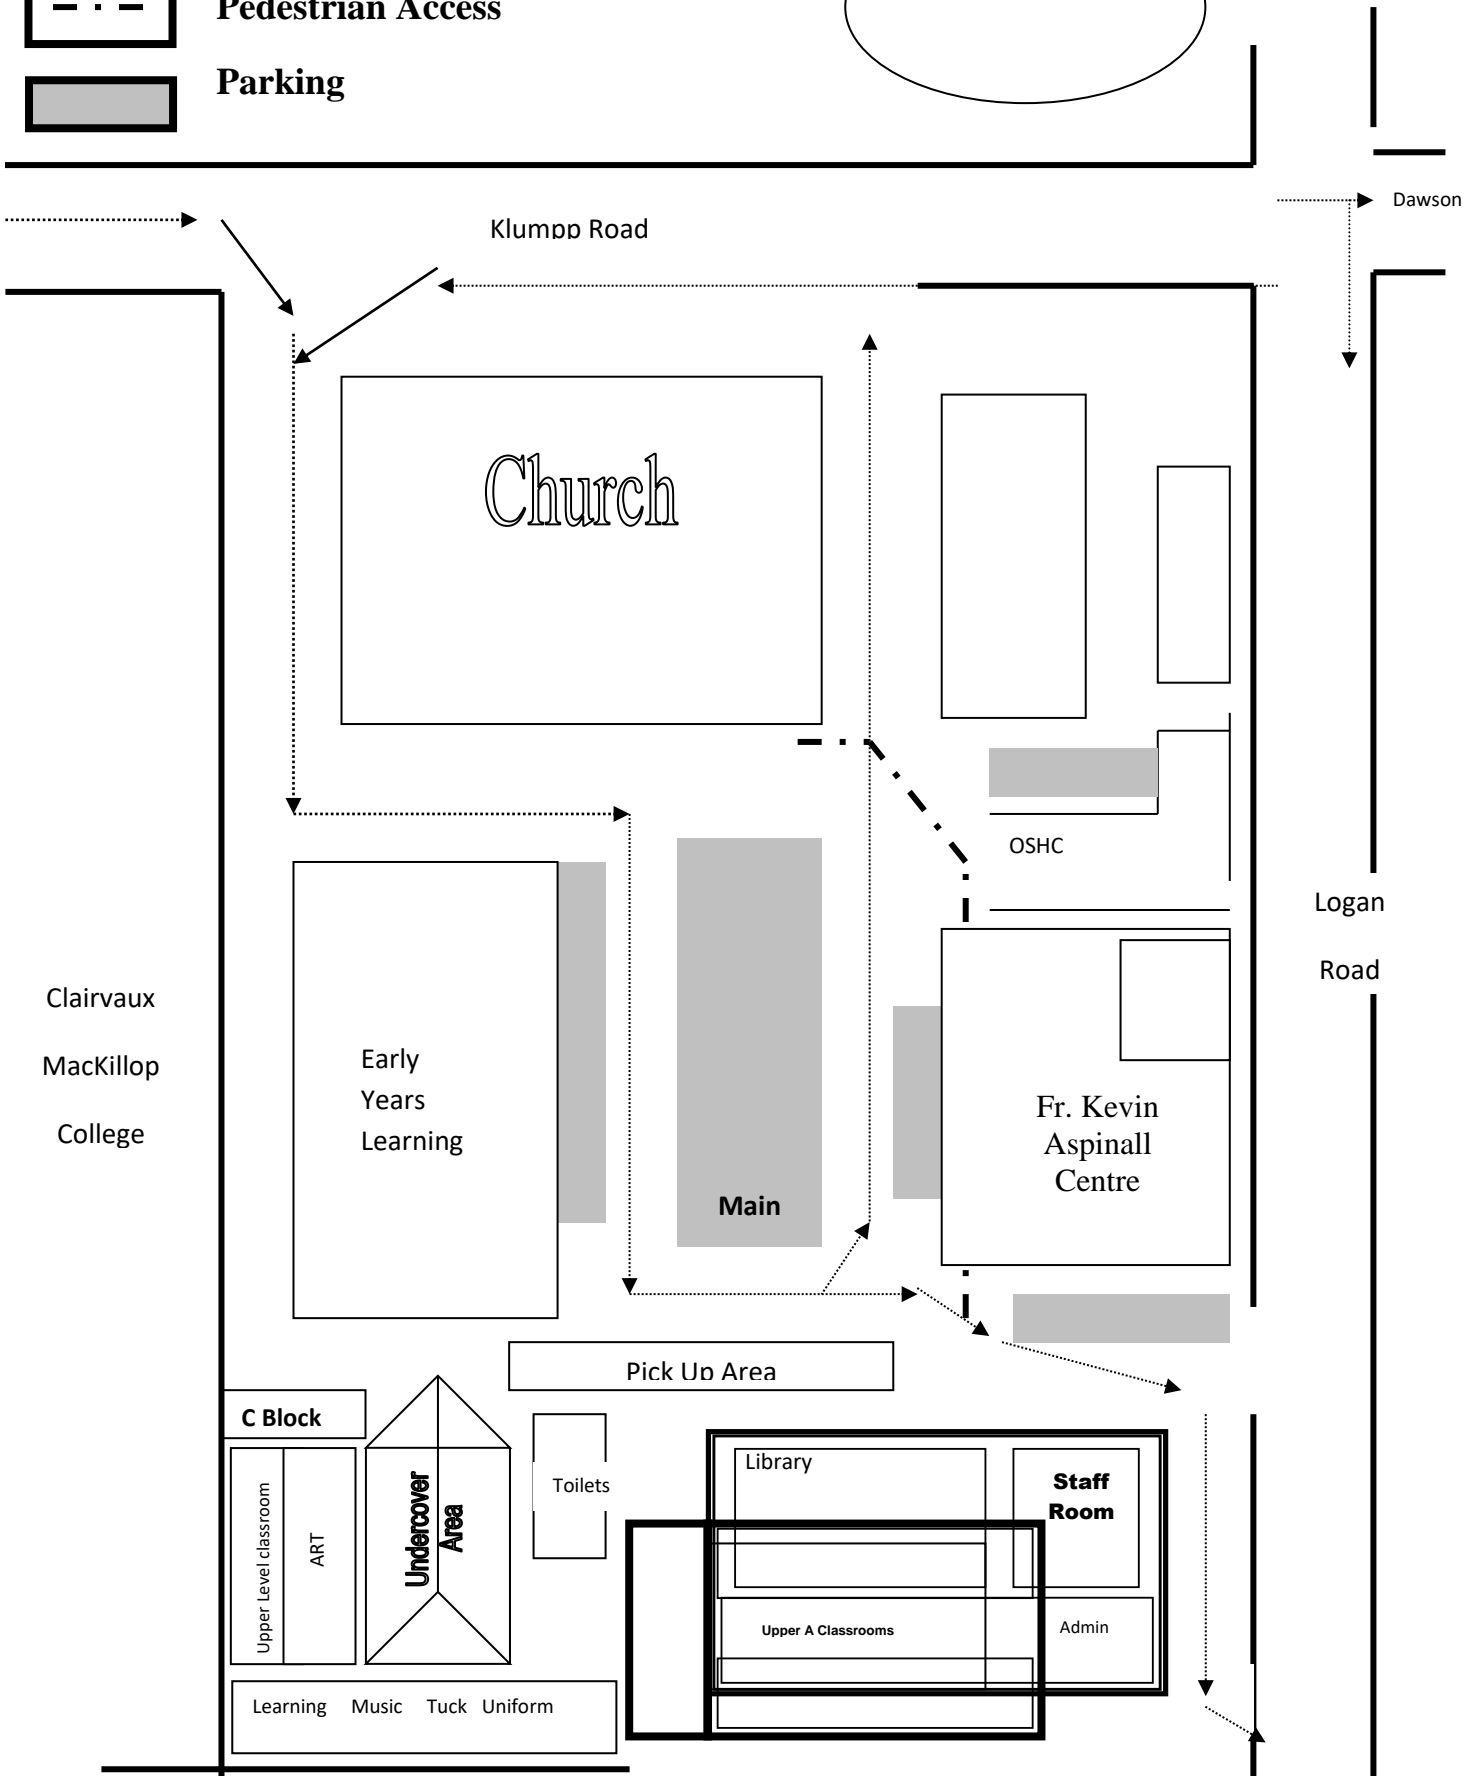 Pedestrian Access
Parking
Dawson
Klumpp Road
Church
OSHC
Logan
Road
Clairvaux
MacKillop
College
Early
Years
Learning
Fr. Kevin
Aspinall
Centre
Main
Pick Up Area
C Block
Library
Staff
Room
Toilets
Undercover
Area
Upper Level classroom
ART
Upper A Classrooms
Admin
Learning Music Tuck Uniform